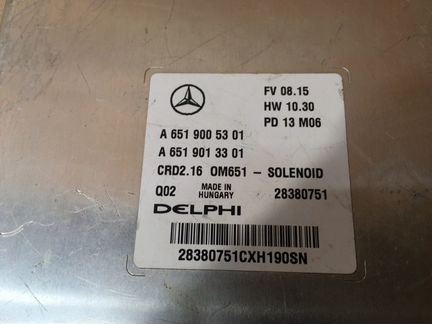 FV 08.15
HW 10.30
PD 13 M06
A 651 900 53 01
A 651 901 33 01
CRD2.16 OM651 – SOLENOID
Q02 MADE IN HUNGARY 28380751
DELPHI
28380751CXH190SN